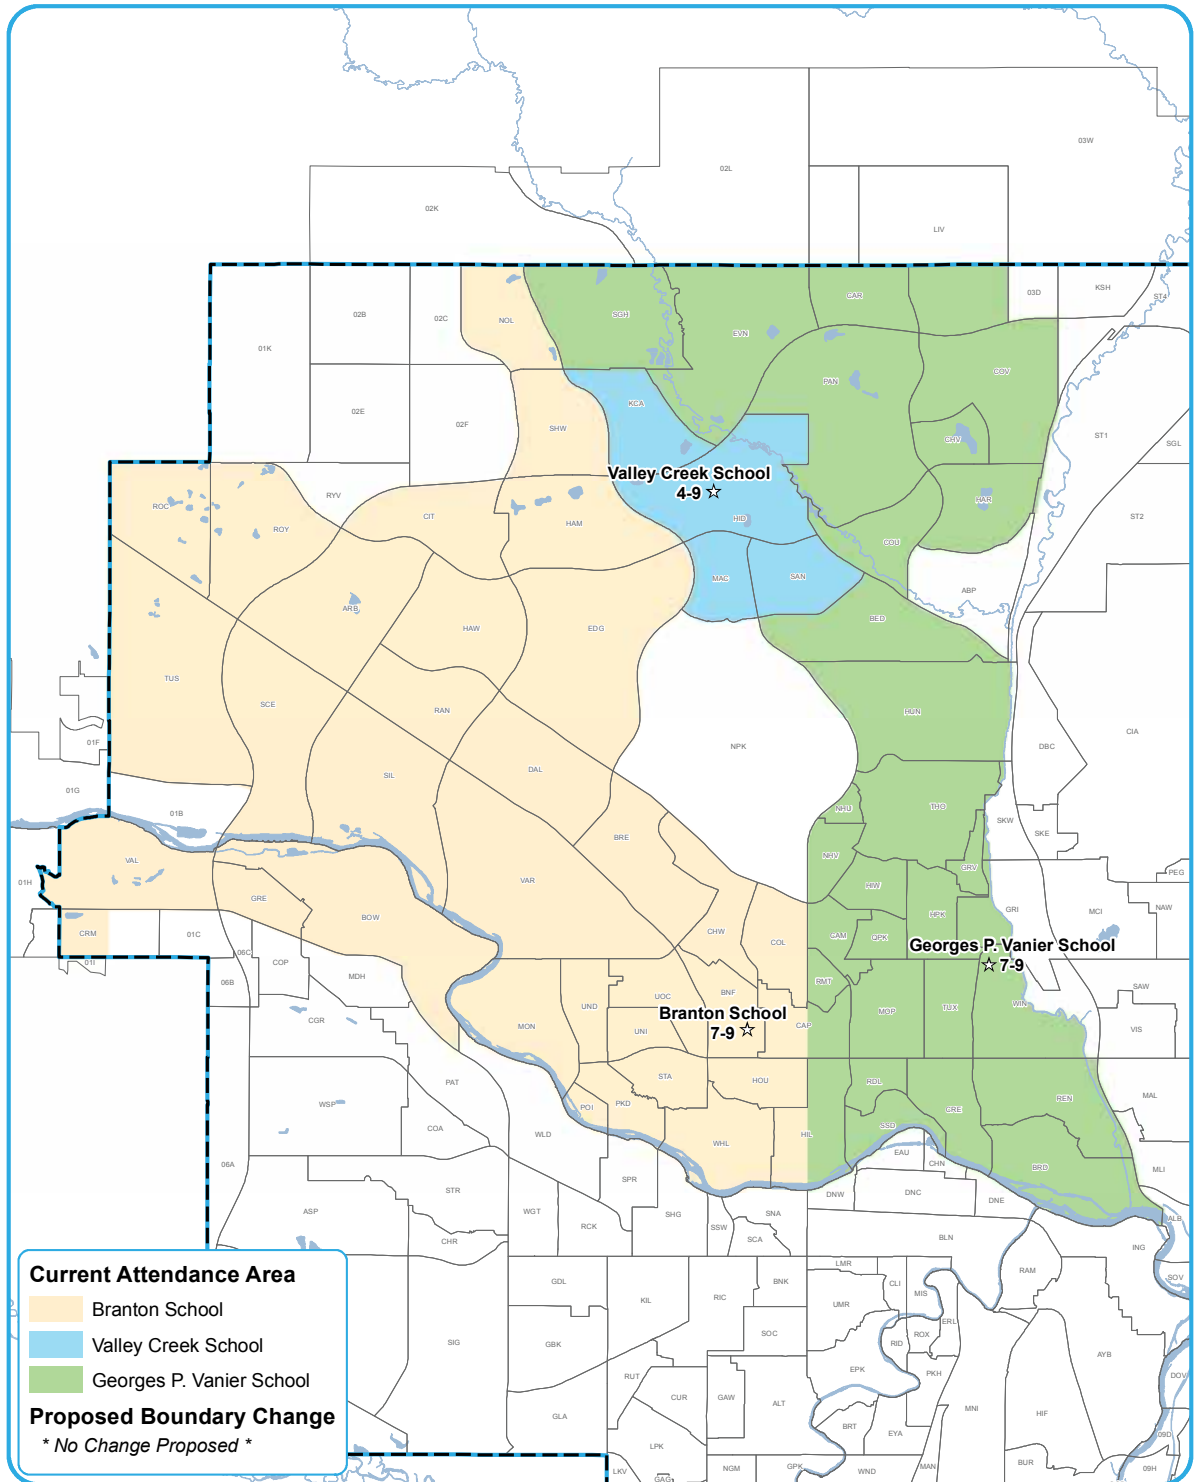 03W
02L
02K
LIV
KSH
03D
ST4
CAR
02B
02C
NOL
SGH
EVN
01K
COV
PAN
KCA
02E
02F
SHW
CHV
ST1
SGL
Valley Creek School
4-9
RYV
ROC
ROY
CIT
HAM
HID
HAR
ST2
COU
MAC
SAN
ABP
ARB
HAW
EDG
BED
TUS
SCE
RAN
HUN
CIA
01F
NPK
DBC
SIL
DAL
01G
01B
NHU
THO
SKW
SKE
BRE
VAL
NHV
GRV
PEG
01H
VAR
HIW
GRE
BOW
HPK
GRI
MCI
NAW
CRM
01C
CHW
COL
CAM
QPK
Georges P. Vanier School
7-9
06C
COP
01I
MDH
06B
RMT
SAW
UND
UOC
BNF
WIN
TUX
MOP
Branton School
7-9
CGR
MON
UNI
CAP
VIS
PAT
STA
HOU
RDL
REN
MAL
WSP
POI
PKD
CRE
COA
WLD
WHL
HIL
SSD
EAU
CHN
06A
BRD
MLI
SPR
STR
DNW
DNC
DNE
ASP
WGT
RCK
SHG
SSW
SNA
ALB
CHR
SCA
BLN
ING
LMR
RAM
SOV
GDL
BNK
CLI
MIS
KIL
RIC
UMR
ERL
SIG
GBK
SOC
RID
ROX
AYB
RUT
EPK
PKH
DOV
CUR
GAW
ALT
MNI
GLA
HIF
BRT
EYA
09D
LPK
LKV
GAG
NGM
GPK
WND
MAN
BUR
09H
Current Attendance Area
Branton School
Valley Creek School
Georges P. Vanier School
Proposed Boundary Change
* No Change Proposed *